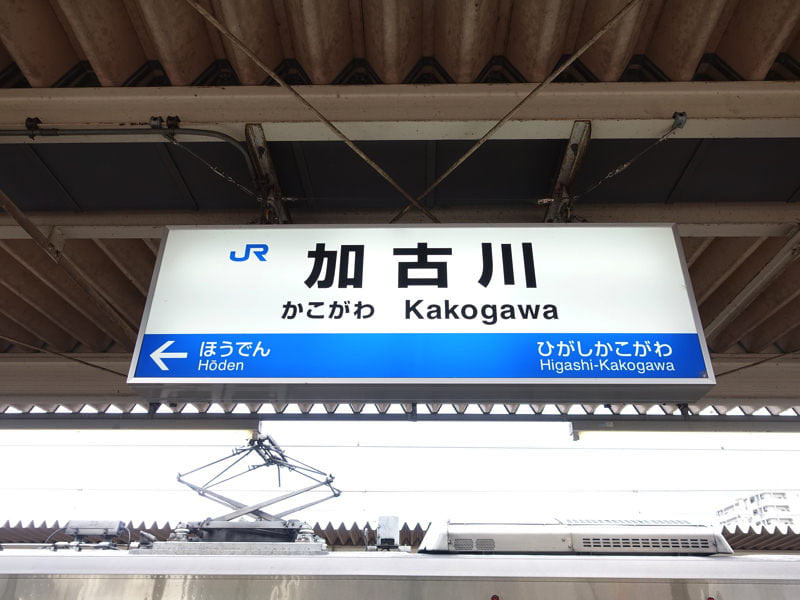 JR 加古川
かこがわ Kakogawa
← ほうでん ひがしかこがわ
Hōden Higashi-Kakogawa